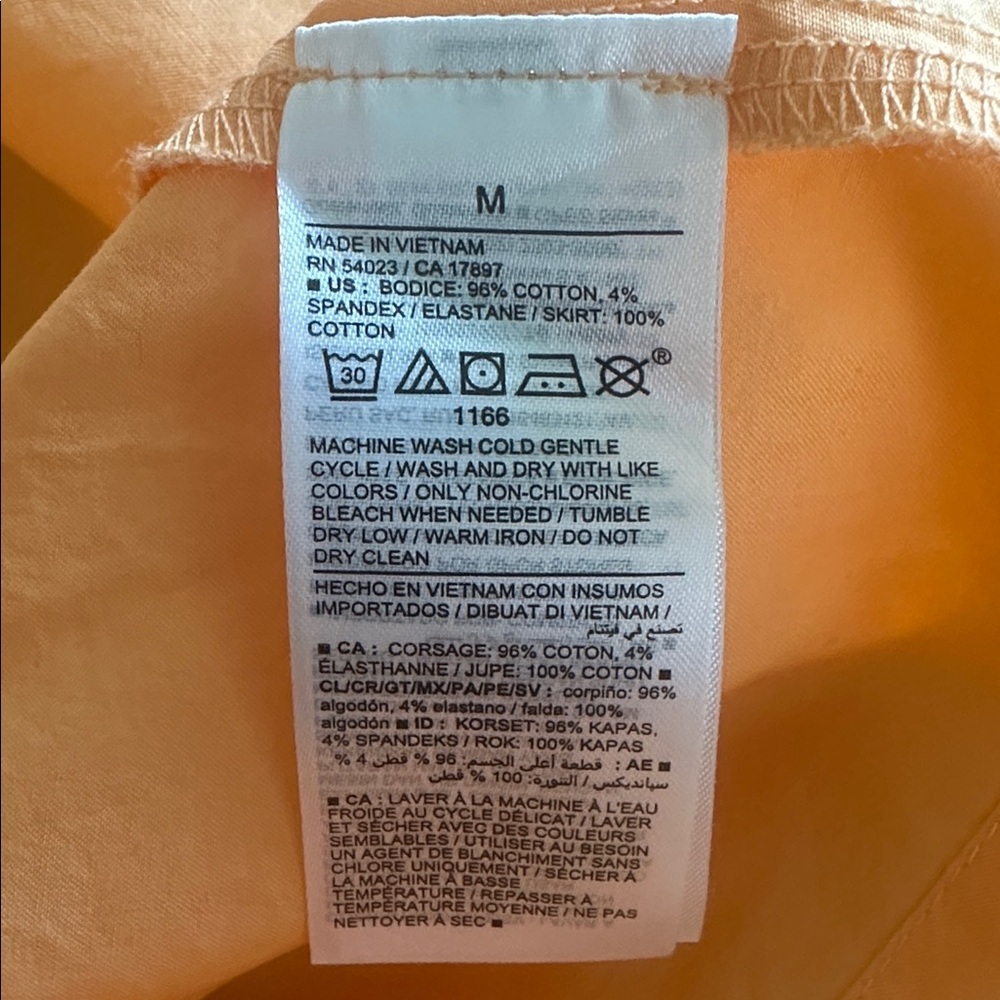 M
MADE IN VIETNAM
RN 54023 / CA 17897
■ US : BODICE: 96% COTTON, 4%
SPANDEX / ELASTANE / SKIRT: 100%
COTTON
30 ®
1166
MACHINE WASH COLD GENTLE
CYCLE / WASH AND DRY WITH LIKE
COLORS / ONLY NON-CHLORINE
BLEACH WHEN NEEDED / TUMBLE
DRY LOW / WARM IRON / DO NOT
DRY CLEAN
HECHO EN VIETNAM CON INSUMOS
IMPORTADOS / DIBUAT DI VIETNAM /
تصنع في فيتنام
■ CA : CORSAGE: 96% COTON, 4%
ÉLASTHANNE / JUPE: 100% COTON ■
CL/CR/GT/MX/PA/PE/SV : corpiño: 96%
algodón, 4% elastano / falda: 100%
algodón ■ ID : KORSET: 96% KAPAS,
4% SPANDEKS / ROK: 100% KAPAS
■ AE : قطعة أعلى الجسم: 96 % قطن 4 %
سبانديكس / التنورة: 100 % قطن
■ CA : LAVER À LA MACHINE À L'EAU
FROIDE AU CYCLE DÉLICAT / LAVER
ET SÉCHER AVEC DES COULEURS
SEMBLABLES / UTILISER AU BESOIN
UN AGENT DE BLANCHIMENT SANS
CHLORE UNIQUEMENT / SÉCHER À
LA MACHINE À BASSE
TEMPÉRATURE / REPASSER À
TEMPÉRATURE MOYENNE / NE PAS
NETTOYER À SEC ■